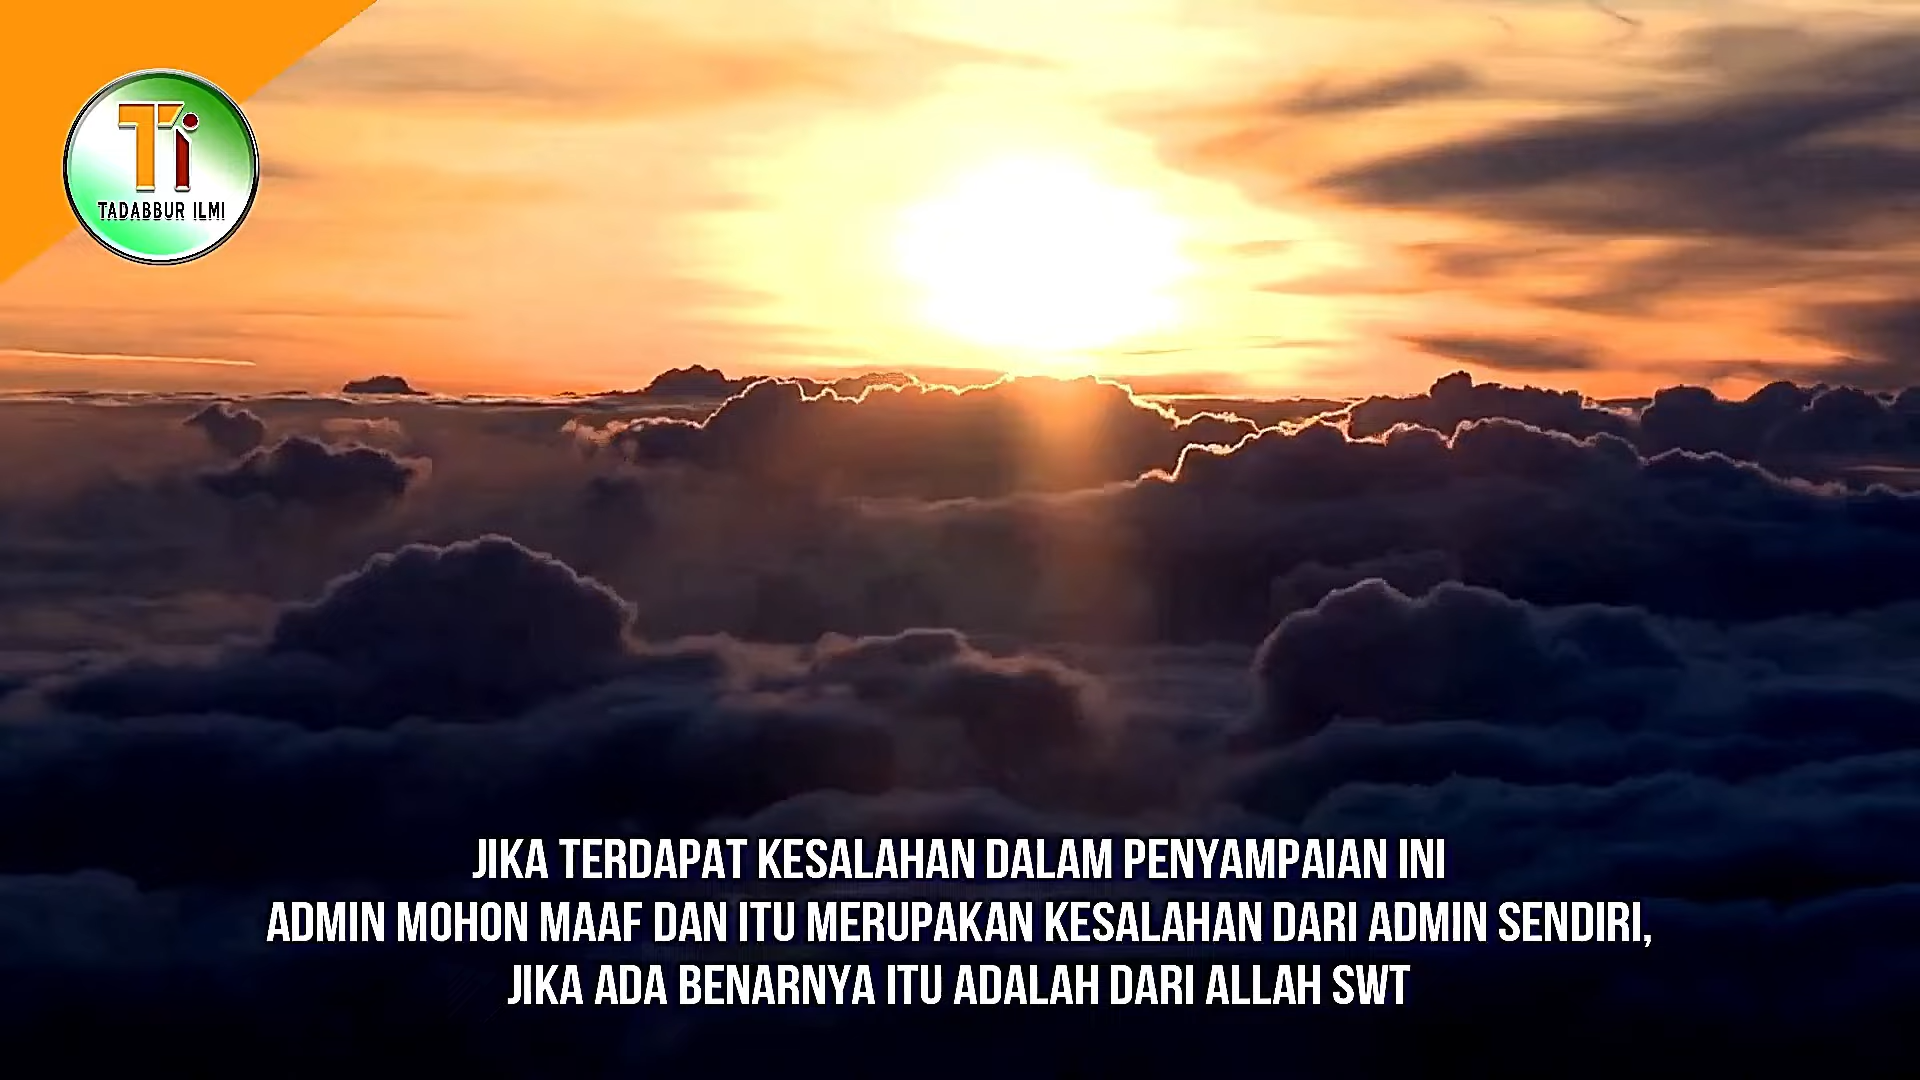 Ti
TADABBUR ILMI
JIKA TERDAPAT KESALAHAN DALAM PENYAMPAIAN INI
ADMIN MOHON MAAF DAN ITU MERUPAKAN KESALAHAN DARI ADMIN SENDIRI,
JIKA ADA BENARNYA ITU ADALAH DARI ALLAH SWT